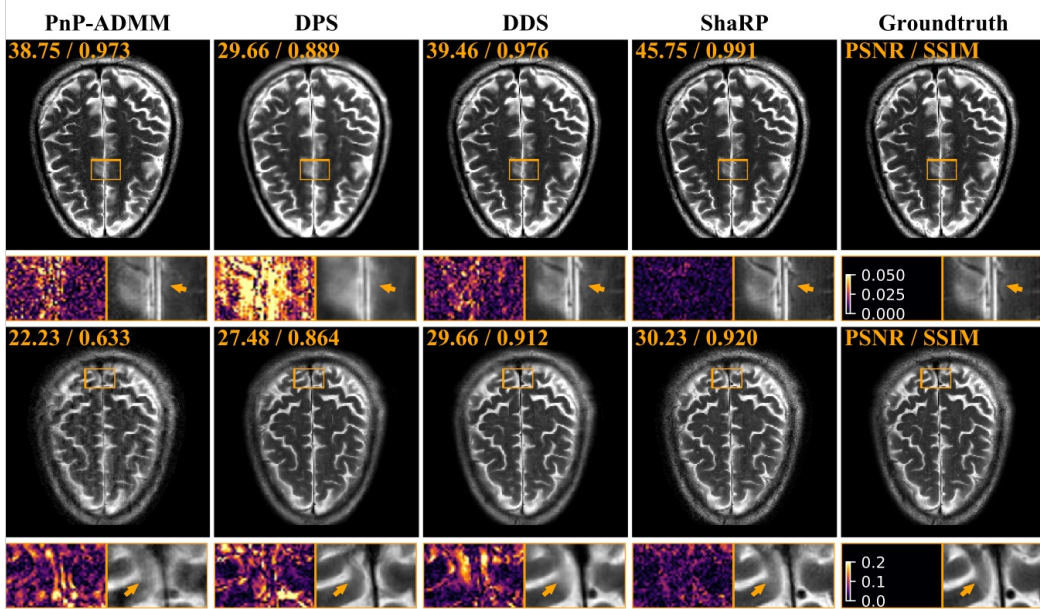 PnP-ADMM DPS DDS ShaRP Groundtruth
38.75 / 0.973 29.66 / 0.889 39.46 / 0.976 45.75 / 0.991 PSNR / SSIM
0.050
0.025
0.000
22.23 / 0.633 27.48 / 0.864 29.66 / 0.912 30.23 / 0.920 PSNR / SSIM
0.2
0.1
0.0